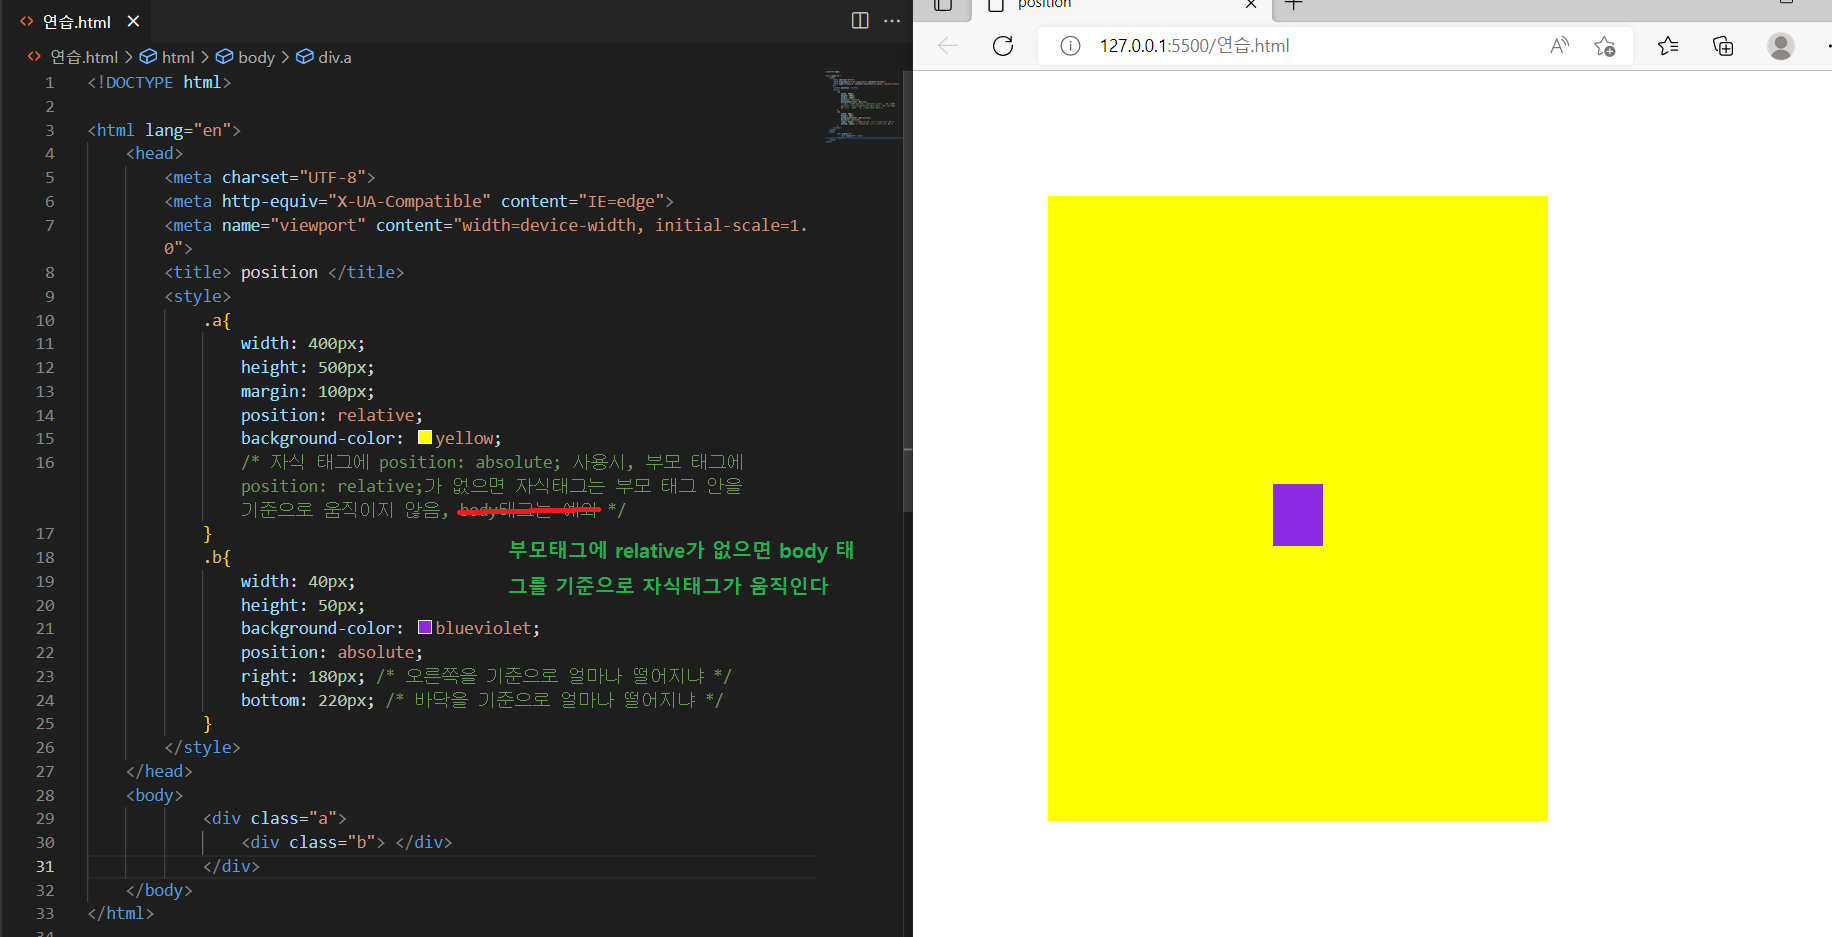 연습.html
연습.html > html > body > div.a
1 <!DOCTYPE html>
2
3 <html lang="en">
4 <head>
5 <meta charset="UTF-8">
6 <meta http-equiv="X-UA-Compatible" content="IE=edge">
7 <meta name="viewport" content="width=device-width, initial-scale=1.
0">
8 <title> position </title>
9 <style>
10 .a{
11 width: 400px;
12 height: 500px;
13 margin: 100px;
14 position: relative;
15 background-color: yellow;
16 /* 자식 태그에 position: absolute; 사용시, 부모 태그에
position: relative;가 없으면 자식태그는 부모 태그 안을
기준으로 움직이지 않음, body태그는 예외 */
17 }
부모태그에 relative가 없으면 body 태
그를 기준으로 자식태그가 움직인다
18 .b{
19 width: 40px;
20 height: 50px;
21 background-color: blueviolet;
22 position: absolute;
23 right: 180px; /* 오른쪽을 기준으로 얼마나 떨어지냐 */
24 bottom: 220px; /* 바닥을 기준으로 얼마나 떨어지냐 */
25 }
26 </style>
27 </head>
28 <body>
29 <div class="a">
30 <div class="b"> </div>
31 </div>
32 </body>
33 </html>
34
position
127.0.0.1:5500/연습.html